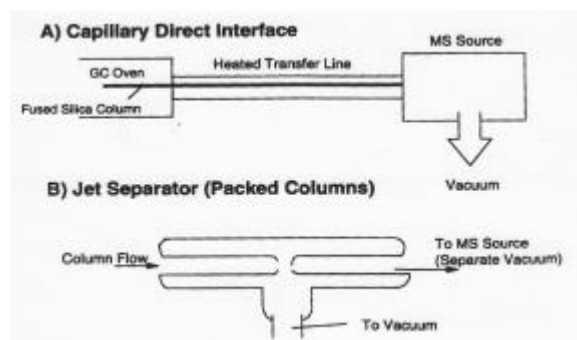 A) Capillary Direct Interface
MS Source
Heated Transfer Line
GC Oven
Fused Silica Column
Vacuum
B) Jet Separator (Packed Columns)
Column Flow
To MS Source
(Separate Vacuum)
To Vacuum